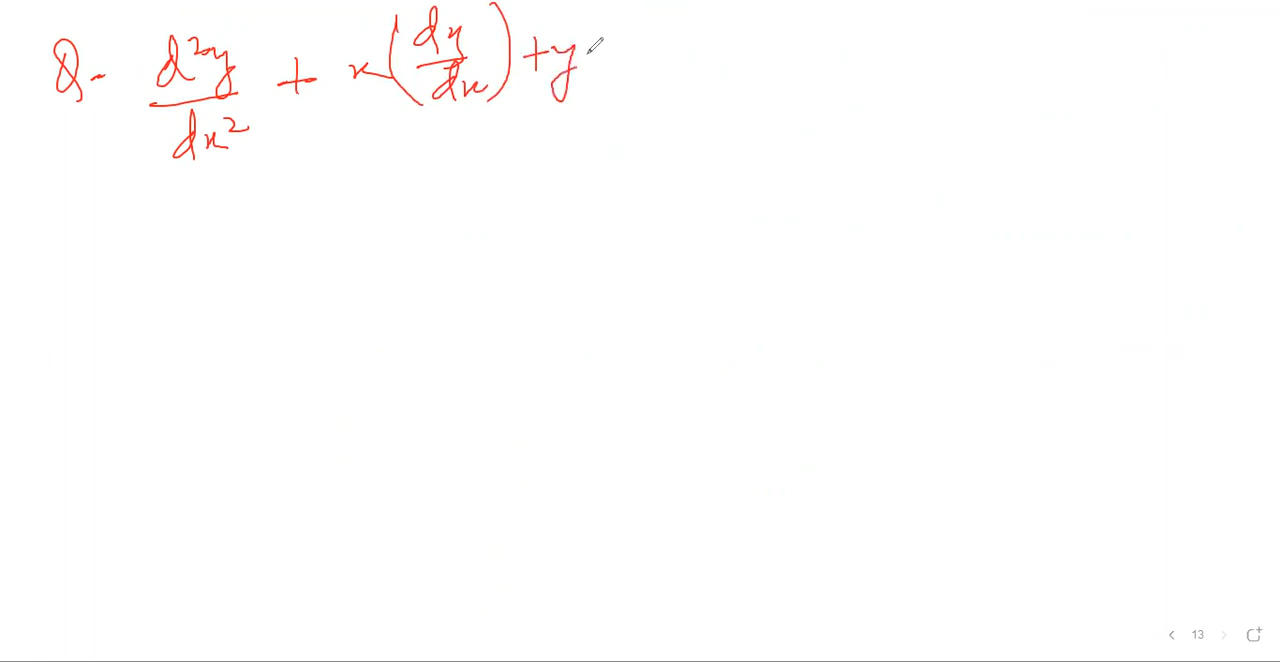 Q- d²y/dx² + x(dy/dx) + y
13